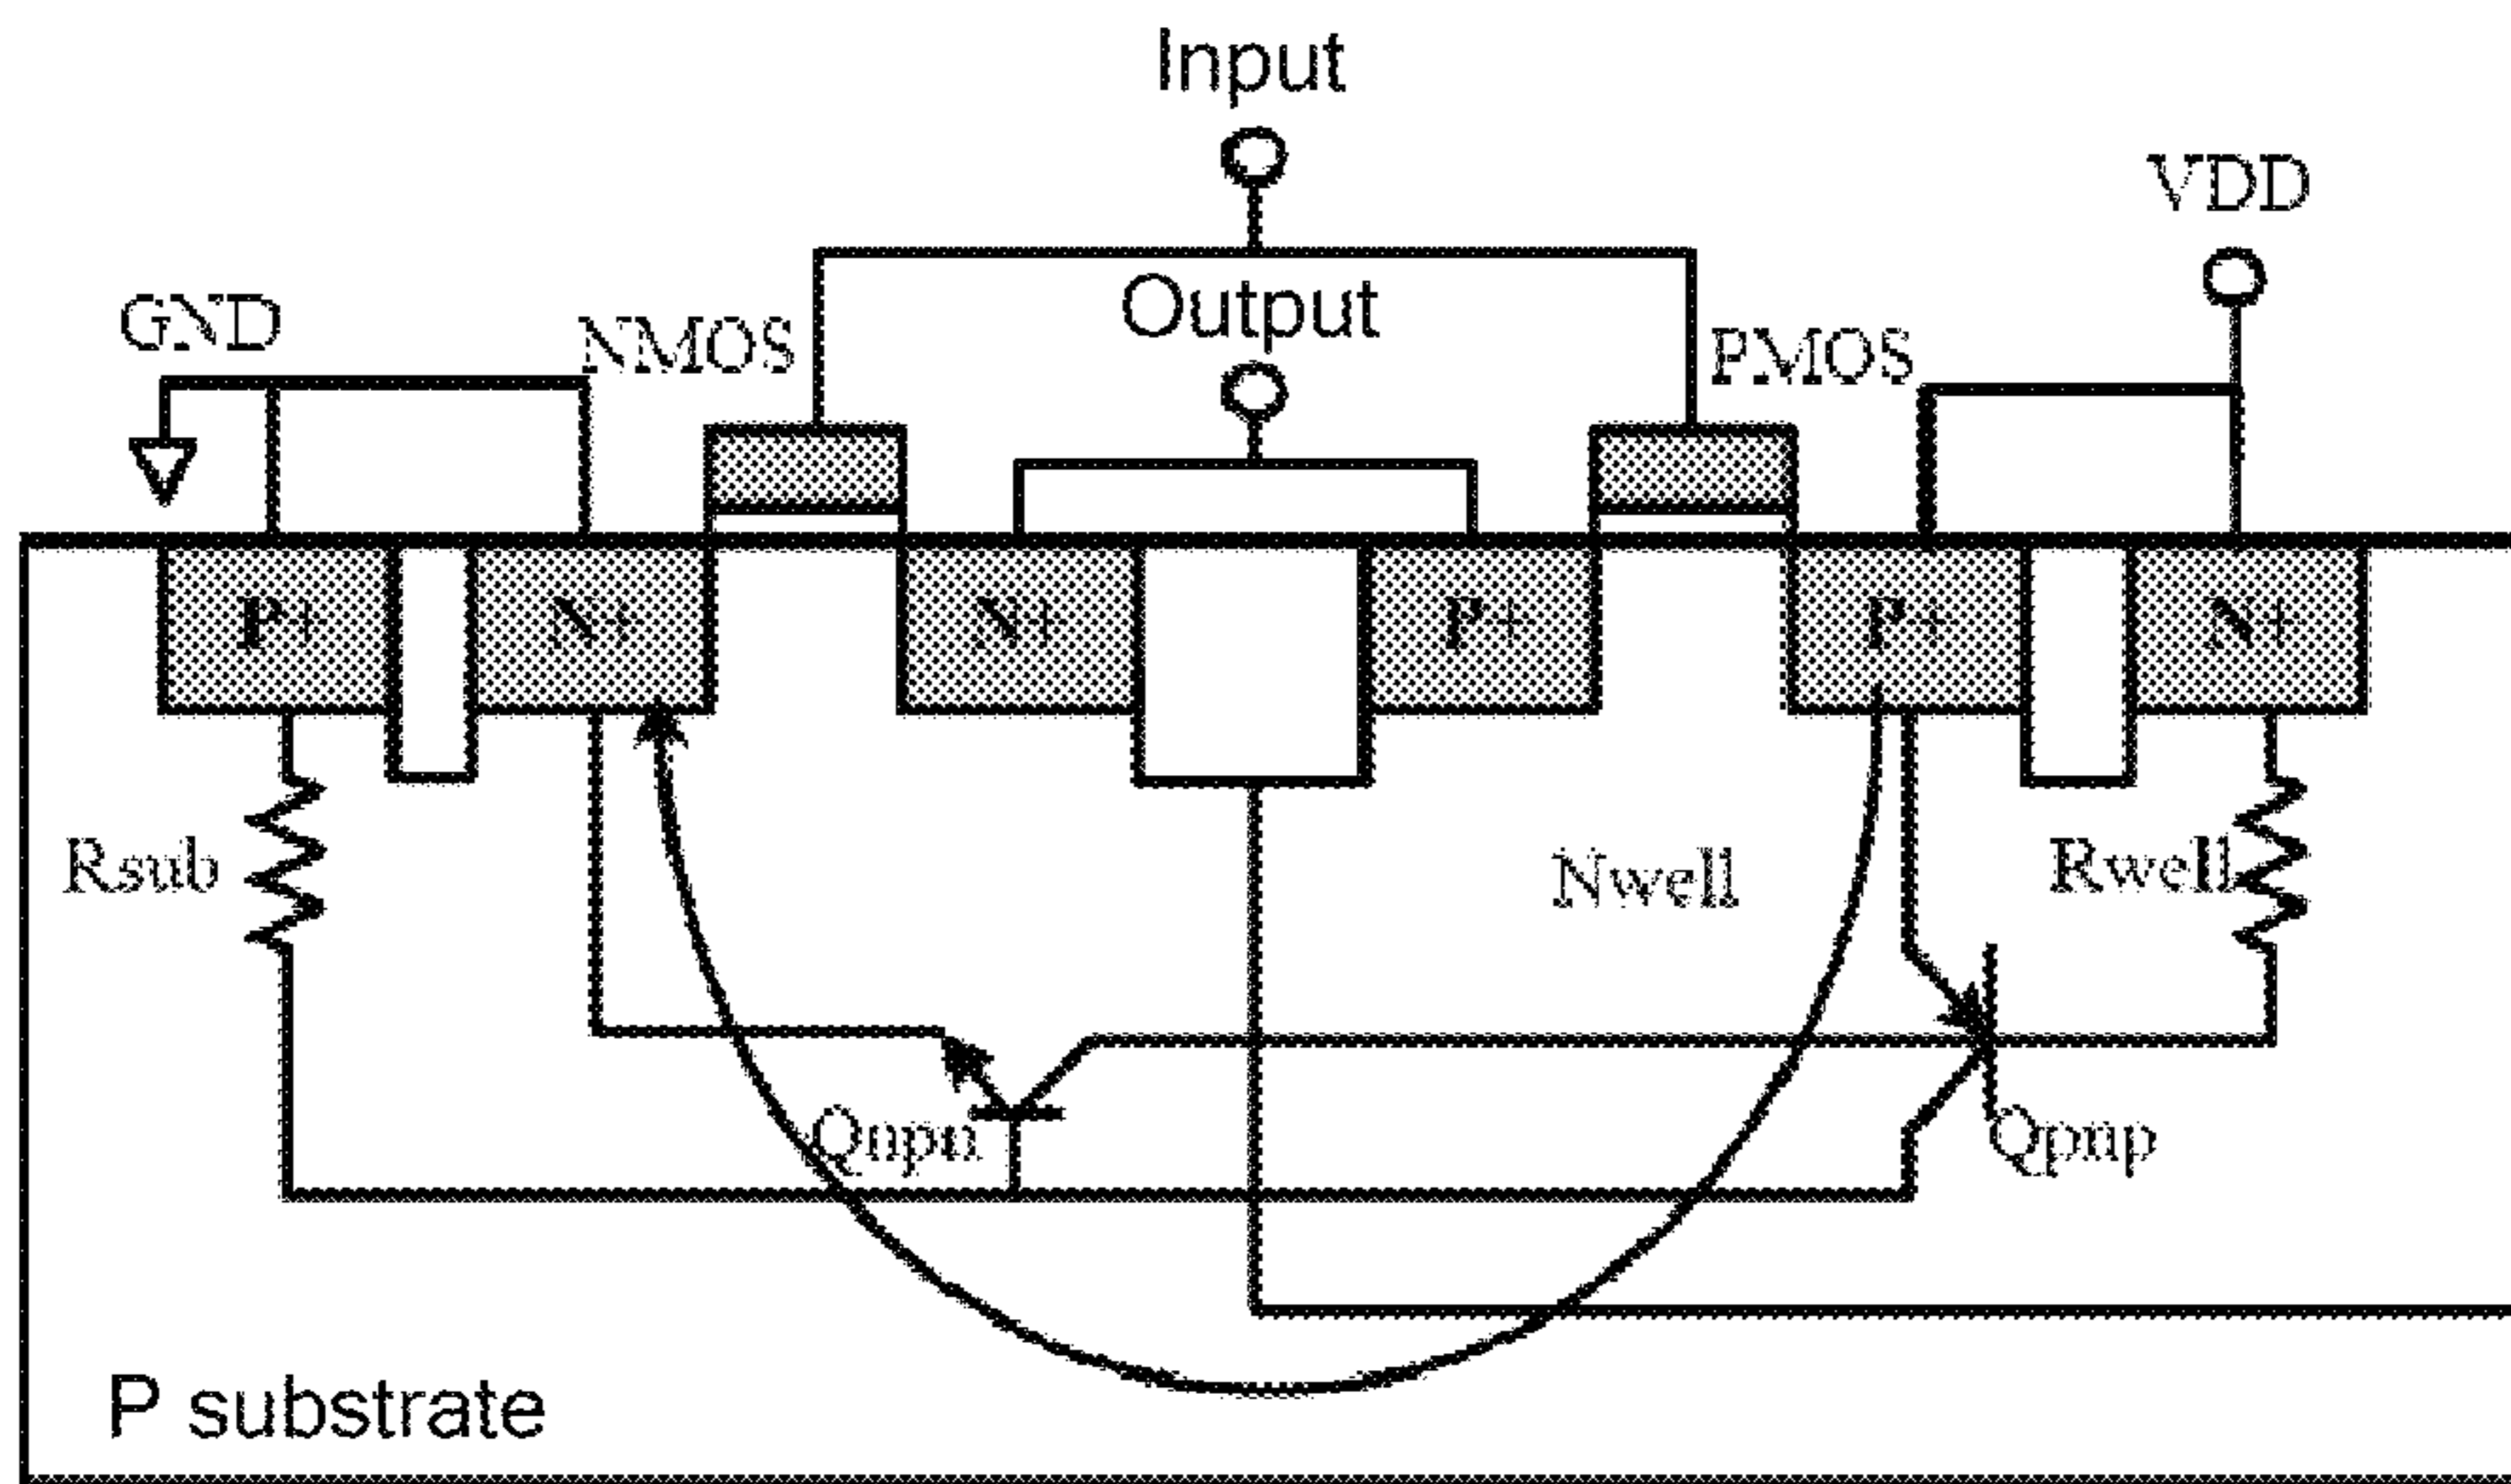 Input
VDD
Output
GND
NMOS
PMOS
P+
N+
N+
P+
P+
N+
Rsub
Nwell
Rwell
Qnpn
Qpnp
P substrate